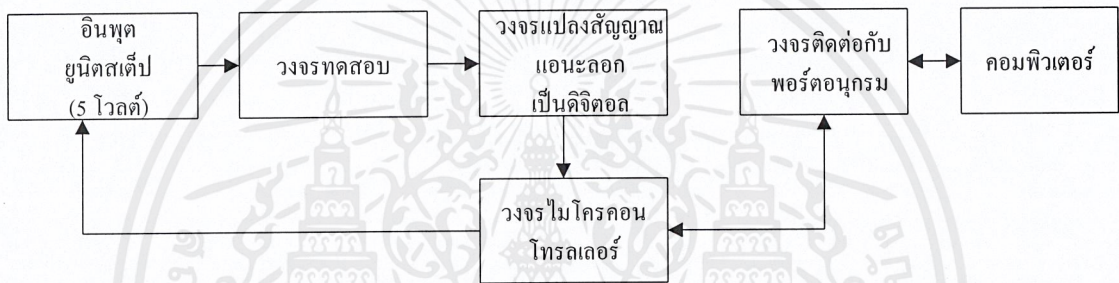 อินพุต
ยูนิตสเต็ป
(5 โวลต์)
วงจรทดสอบ
วงจรแปลงสัญญาณ
แอนะลอก
เป็นดิจิตอล
วงจรติดต่อกับ
พอร์ตอนุกรม
คอมพิวเตอร์
วงจรไมโครคอน
โทรลเลอร์